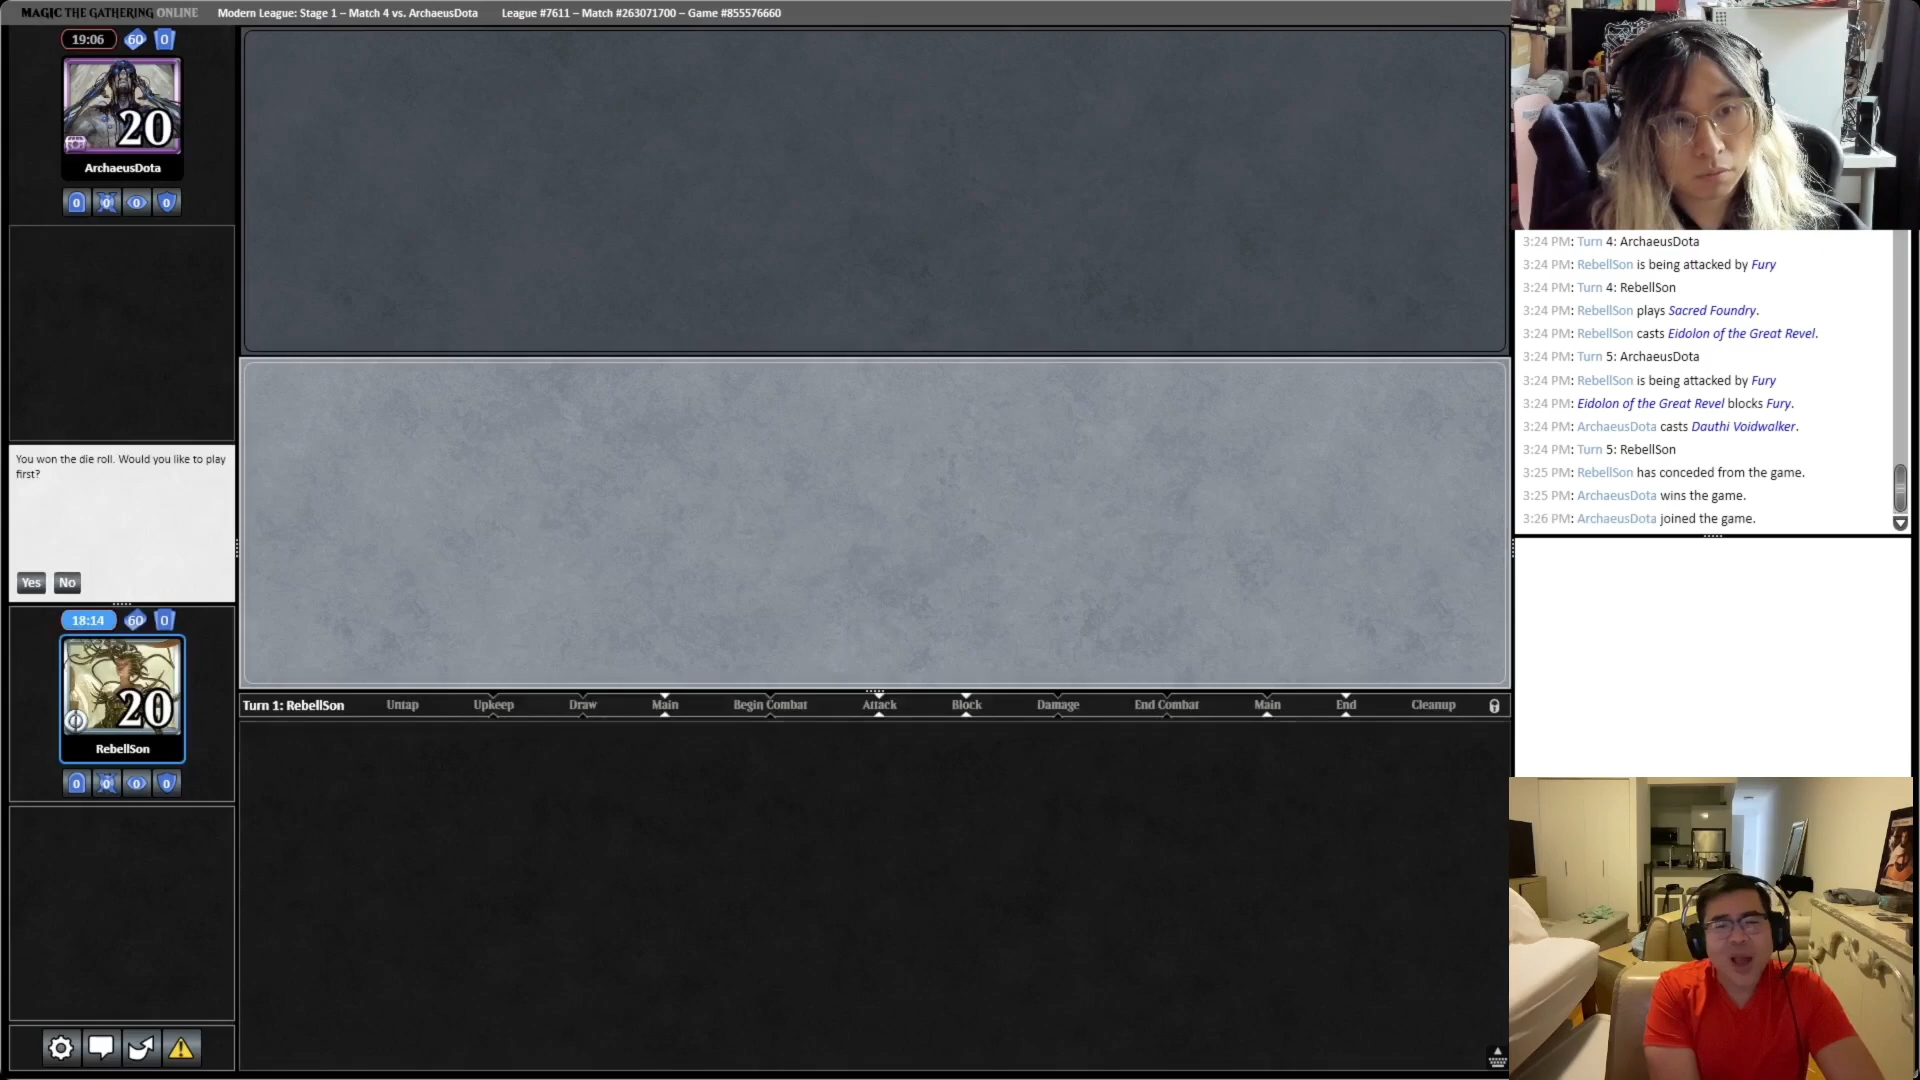 MAGIC THE GATHERING ONLINE
Modern League: Stage 1 – Match 4 vs. ArchaeusDota
League #7611 – Match #263071700 – Game #855576660
19:06 60 0
20
ArchaeusDota
0 0 0 0
You won the die roll. Would you like to play
first?
Yes No
18:14 60 0
20
RebellSon
0 0 0 0
Turn 1: RebellSon
Untap
Upkeep
Draw
Main
Begin Combat
Attack
Block
Damage
End Combat
Main
End
Cleanup
3:24 PM: Turn 4: ArchaeusDota
3:24 PM: RebellSon is being attacked by Fury
3:24 PM: Turn 4: RebellSon
3:24 PM: RebellSon plays Sacred Foundry.
3:24 PM: RebellSon casts Eidolon of the Great Revel.
3:24 PM: Turn 5: ArchaeusDota
3:24 PM: RebellSon is being attacked by Fury
3:24 PM: Eidolon of the Great Revel blocks Fury.
3:24 PM: ArchaeusDota casts Dauthi Voidwalker.
3:24 PM: Turn 5: RebellSon
3:25 PM: RebellSon has conceded from the game.
3:25 PM: ArchaeusDota wins the game.
3:26 PM: ArchaeusDota joined the game.